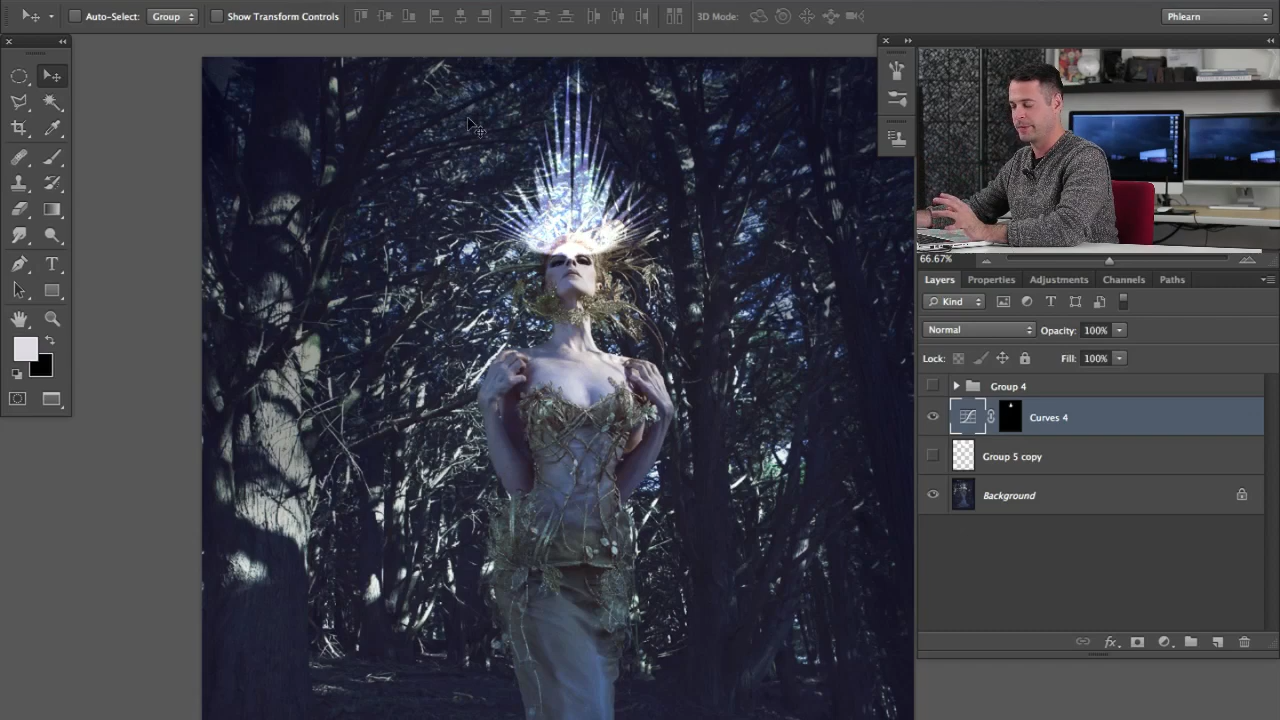 Auto-Select: Group Show Transform Controls 3D Mode: Phlearn
66.67%
Layers Properties Adjustments Channels Paths
Kind T
Normal Opacity: 100%
Lock: Fill: 100%
Group 4
Curves 4
Group 5 copy
Background
fx